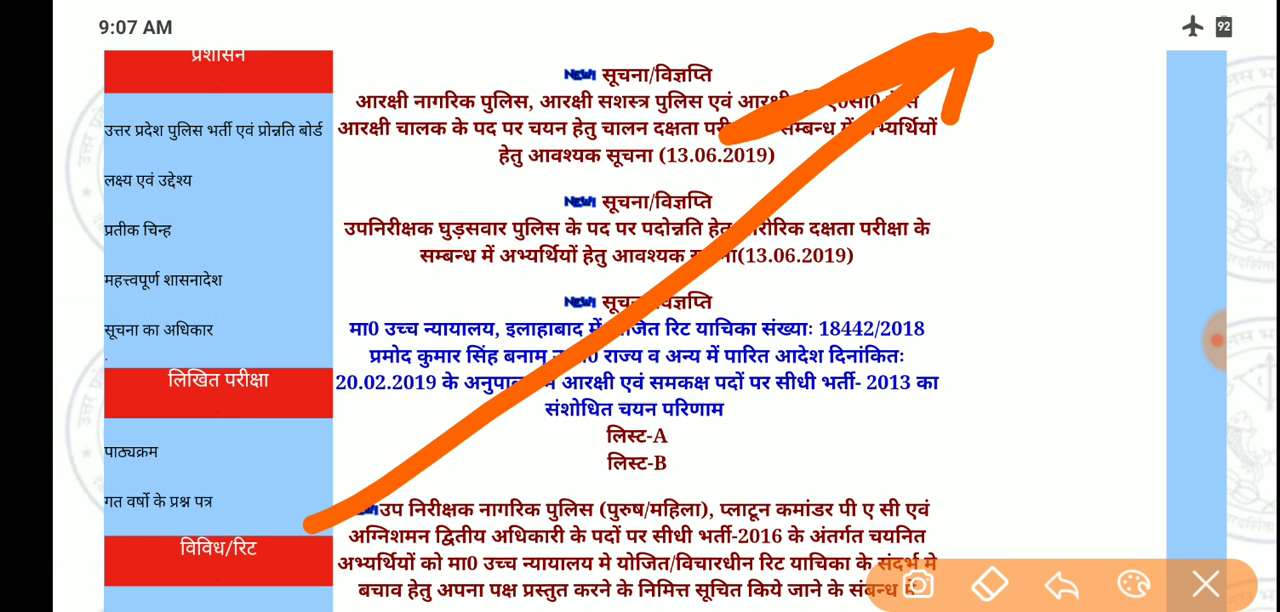 9:07 AM
92
प्रशासन
उत्तर प्रदेश पुलिस भर्ती एवं प्रोन्नति बोर्ड
लक्ष्य एवं उद्देश्य
प्रतीक चिन्ह
महत्त्वपूर्ण शासनादेश
सूचना का अधिकार
लिखित परीक्षा
पाठ्यक्रम
गत वर्षो के प्रश्न पत्र
विविध/रिट
NEW! सूचना/विज्ञप्ति
आरक्षी नागरिक पुलिस, आरक्षी सशस्त्र पुलिस एवं
आरक्षी चालक के पद पर चयन हेतु चालन दक्षता सम्बन्ध में अभ्यर्थियों
हेतु आवश्यक सूचना (13.06.2019)
NEW! सूचना/विज्ञप्ति
उपनिरीक्षक घुड़सवार पुलिस के पद पर पदोन्नति हेतु शारीरिक दक्षता परीक्षा के
सम्बन्ध में अभ्यर्थियों हेतु आवश्यक (13.06.2019)
NEW! सूचना/विज्ञप्ति
मा0 उच्च न्यायालय, इलाहाबाद में योजित रिट याचिका संख्याः 18442/2018
प्रमोद कुमार सिंह बनाम राज्य व अन्य में पारित आदेश दिनांकितः
20.02.2019 के आरक्षी एवं समकक्ष पदों पर सीधी भर्ती- 2013 का
संशोधित चयन परिणाम
लिस्ट-A
लिस्ट-B
उप निरीक्षक नागरिक पुलिस (पुरुष/महिला), प्लाटून कमांडर पी ए सी एवं
अग्निशमन द्वितीय अधिकारी के पदों पर सीधी भर्ती-2016 के अंतर्गत चयनित
अभ्यर्थियों को मा0 उच्च न्यायालय मे योजित/विचारधीन रिट याचिका के संदर्भ मे
बचाव हेतु अपना पक्ष प्रस्तुत करने के निमित्त सूचित किये जाने के संबन्ध में